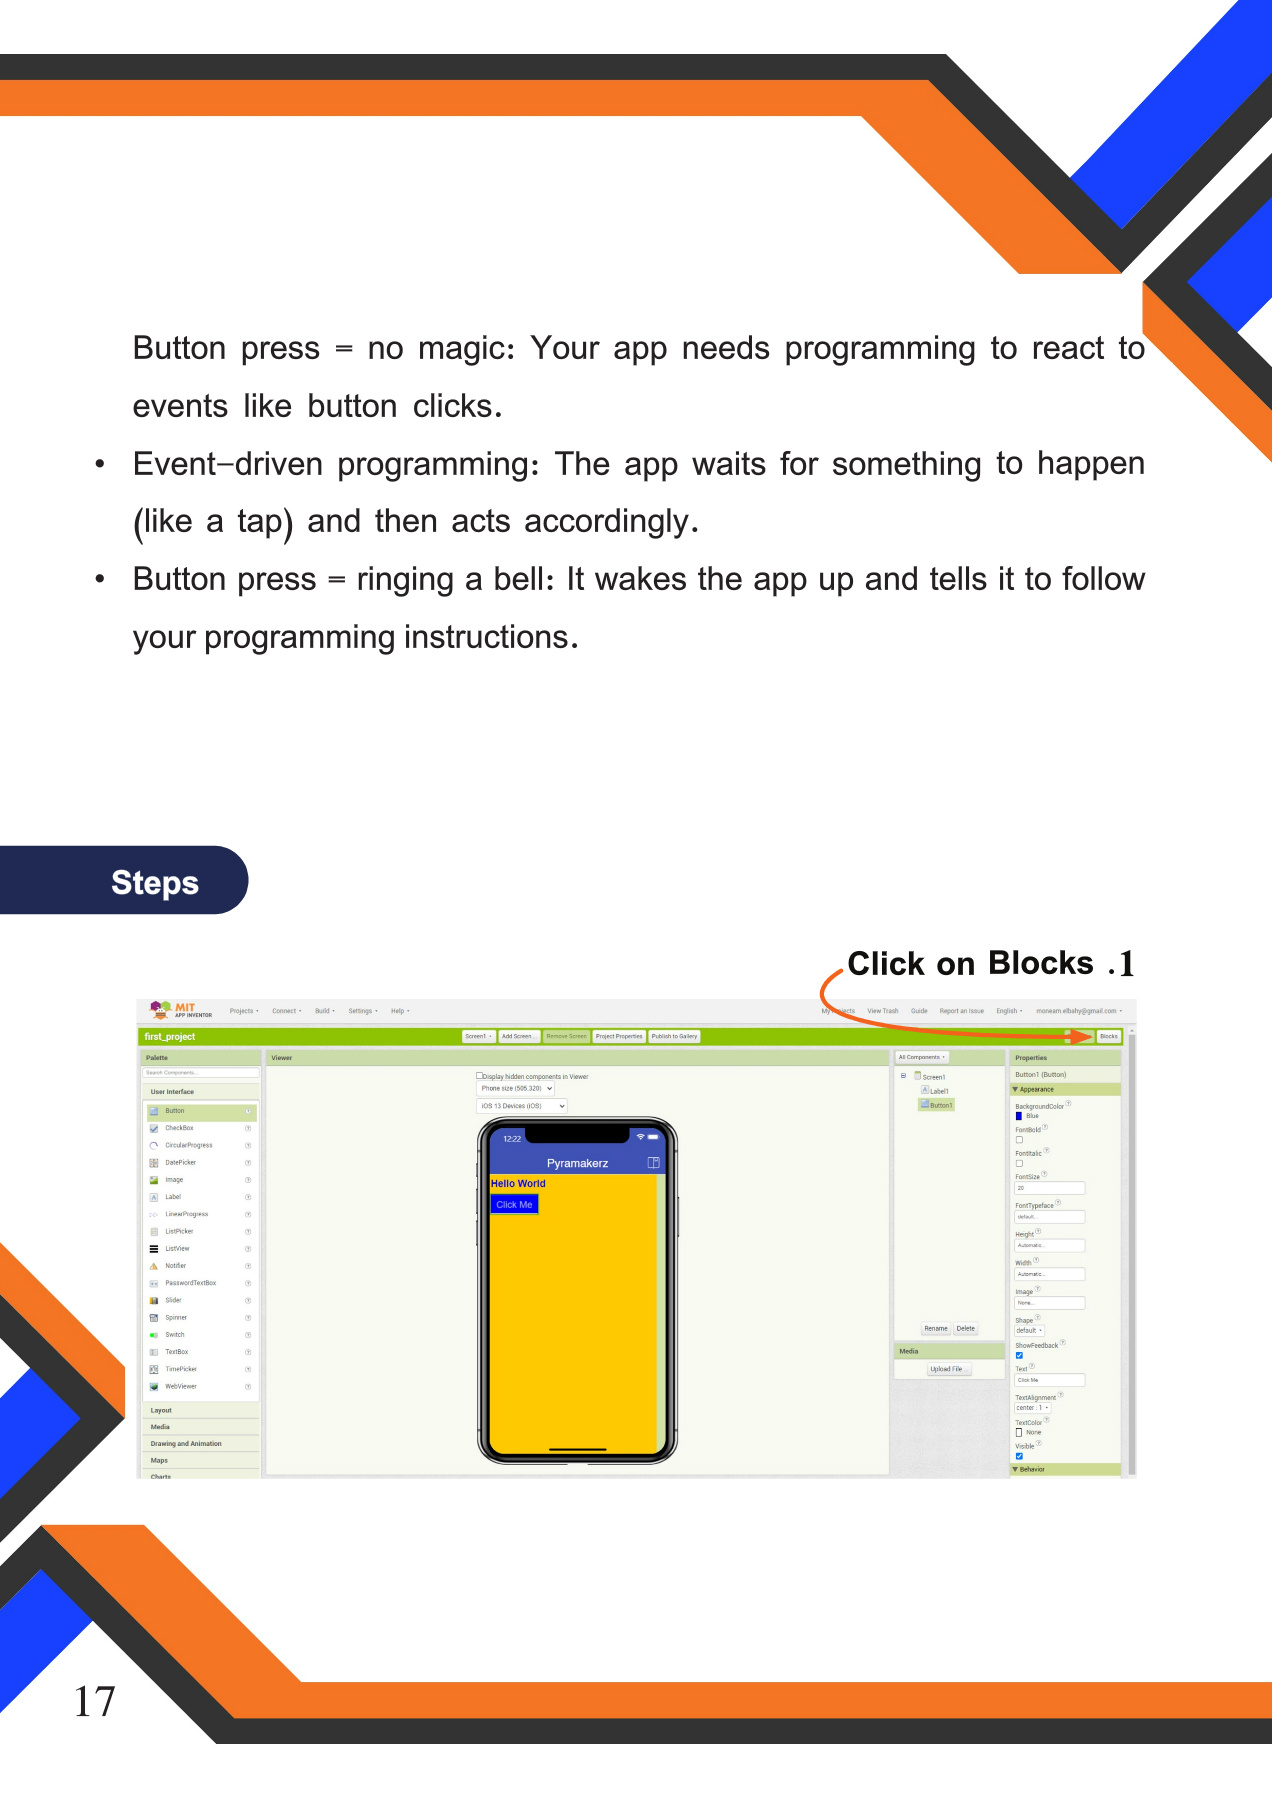 Button press = no magic: Your app needs programming to react to
events like button clicks.
• Event-driven programming: The app waits for something to happen
(like a tap) and then acts accordingly.
• Button press = ringing a bell: It wakes the app up and tells it to follow
your programming instructions.
Steps
Click on Blocks .1
MIT
APP INVENTOR
Projects
Connect
Build
Settings
Help
My Projects
View Trash
Guide
Report an Issue
English
moneam.elbahy@gmail.com
first_project
Screen1
Add Screen ...
Remove Screen
Project Properties
Publish to Gallery
Blocks
Palette
Search Components...
User Interface
Button
CheckBox
CircularProgress
DatePicker
Image
Label
LinearProgress
ListPicker
ListView
Notifier
PasswordTextBox
Slider
Spinner
Switch
TextBox
TimePicker
WebViewer
Layout
Media
Drawing and Animation
Maps
Charts
Viewer
Display hidden components in Viewer
Phone size (505,320)
iOS 13 Devices (iOS)
12:22
Pyramakerz
Hello World
Click Me
All Components
Screen1
Label1
Button1
Rename
Delete
Media
Upload File ...
Properties
Button1 (Button)
Appearance
BackgroundColor
Blue
FontBold
FontItalic
FontSize
20
FontTypeface
default...
Height
Automatic...
Width
Automatic...
Image
None...
Shape
default
ShowFeedback
Text
Click Me
TextAlignment
center : 1
TextColor
None
Visible
Behavior
17